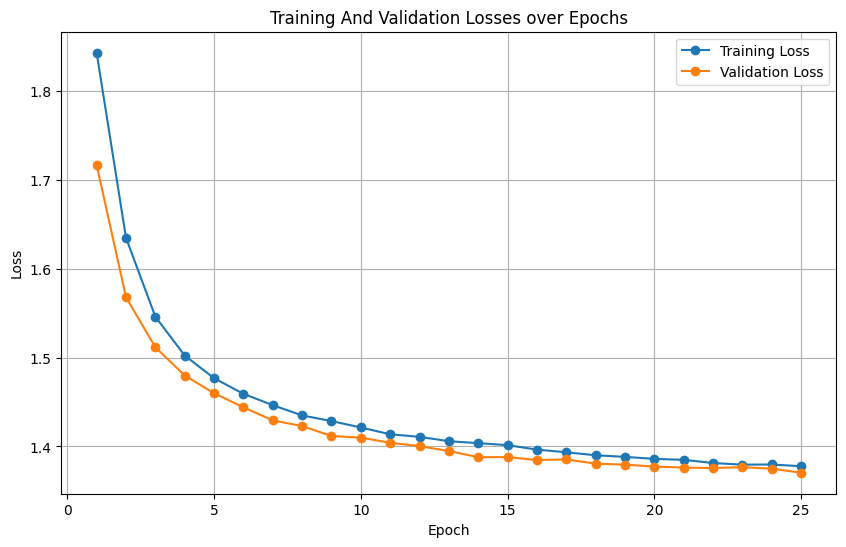 Training And Validation Losses over Epochs
Training Loss
Validation Loss
1.8
1.7
1.6
1.5
1.4
Loss
0
5
10
15
20
25
Epoch